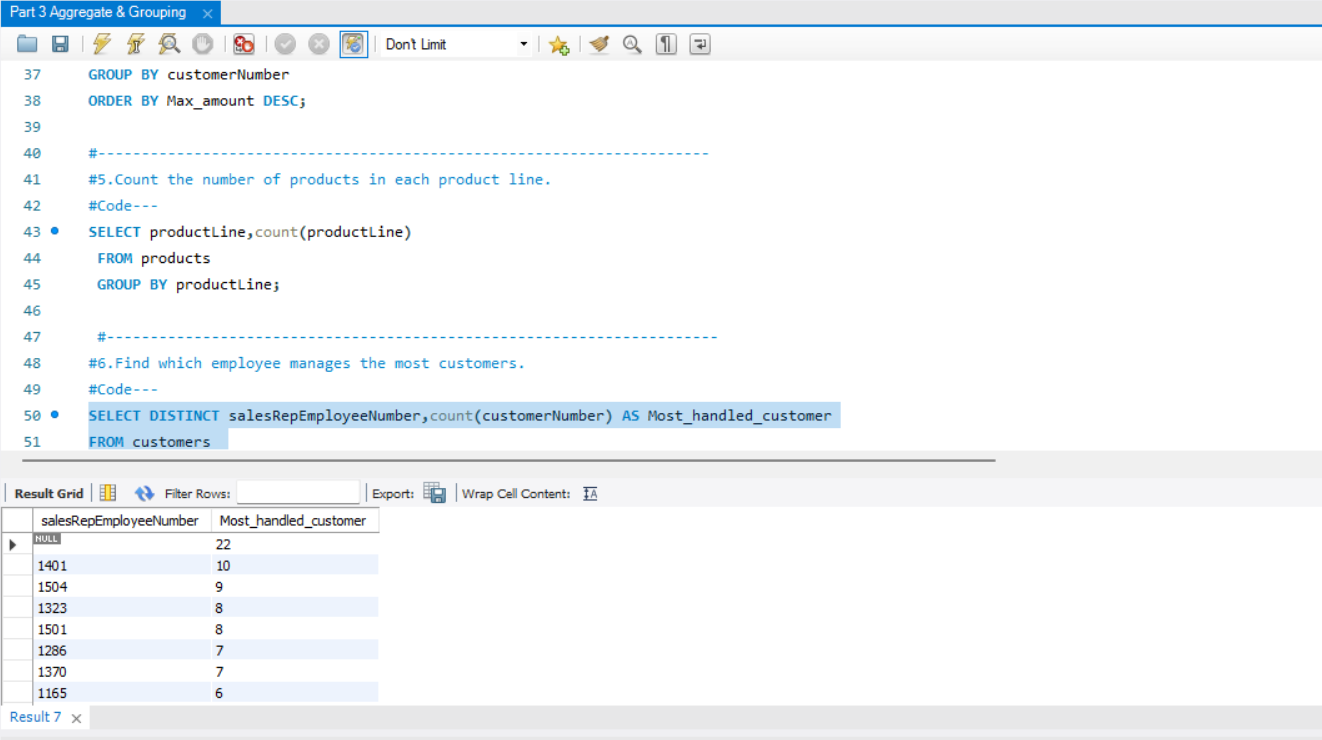 Part 3 Aggregate & Grouping
Don't Limit
37 GROUP BY customerNumber
38 ORDER BY Max_amount DESC;
39
40 #----------------------------------------------------------------------
41 #5.Count the number of products in each product line.
42 #Code---
43 SELECT productLine,count(productLine)
44 FROM products
45 GROUP BY productLine;
46
47 #----------------------------------------------------------------------
48 #6.Find which employee manages the most customers.
49 #Code---
50 SELECT DISTINCT salesRepEmployeeNumber,count(customerNumber) AS Most_handled_customer
51 FROM customers
Result Grid Filter Rows: Export: Wrap Cell Content: IA
salesRepEmployeeNumber Most_handled_customer
NULL 22
1401 10
1504 9
1323 8
1501 8
1286 7
1370 7
1165 6
Result 7